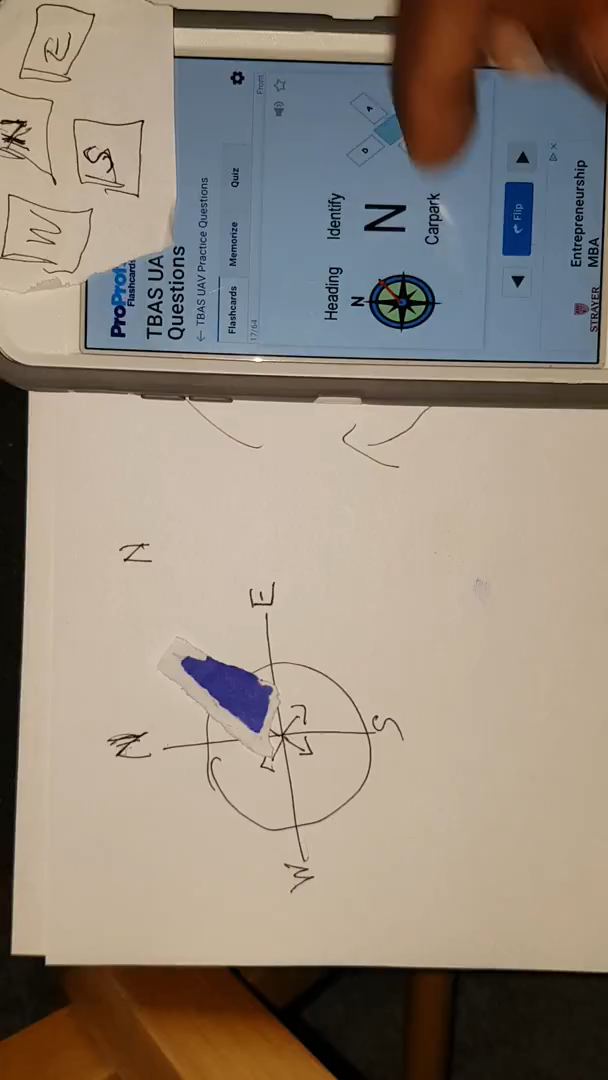 ProProfs
Flashcards
TBAS UAV
Questions
← TBAS UAV Practice Questions
Flashcards Memorize Quiz
17/64 Front
Heading Identify
N
N
Carpark
A
D
Flip
STRAYER
Entrepreneurship
MBA
E
N
S
W
N
N
E
S
W